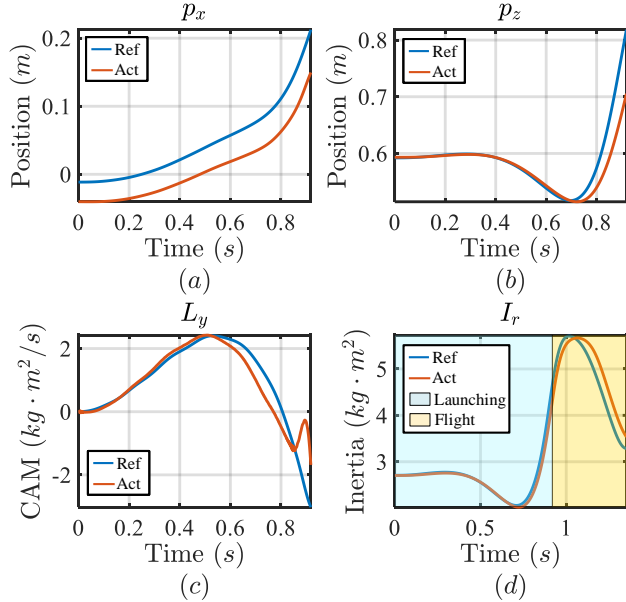 p_x
Position (m)
0.2
0.1
0
Ref
Act
0 0.2 0.4 0.6 0.8
Time (s)
(a)
p_z
Position (m)
0.8
0.7
0.6
Ref
Act
0 0.2 0.4 0.6 0.8
Time (s)
(b)
L_y
CAM (kg · m²/s)
2
0
-2
Ref
Act
0 0.2 0.4 0.6 0.8
Time (s)
(c)
I_r
Inertia (kg · m²)
5
4
3
Ref
Act
Launching
Flight
0 0.5 1
Time (s)
(d)